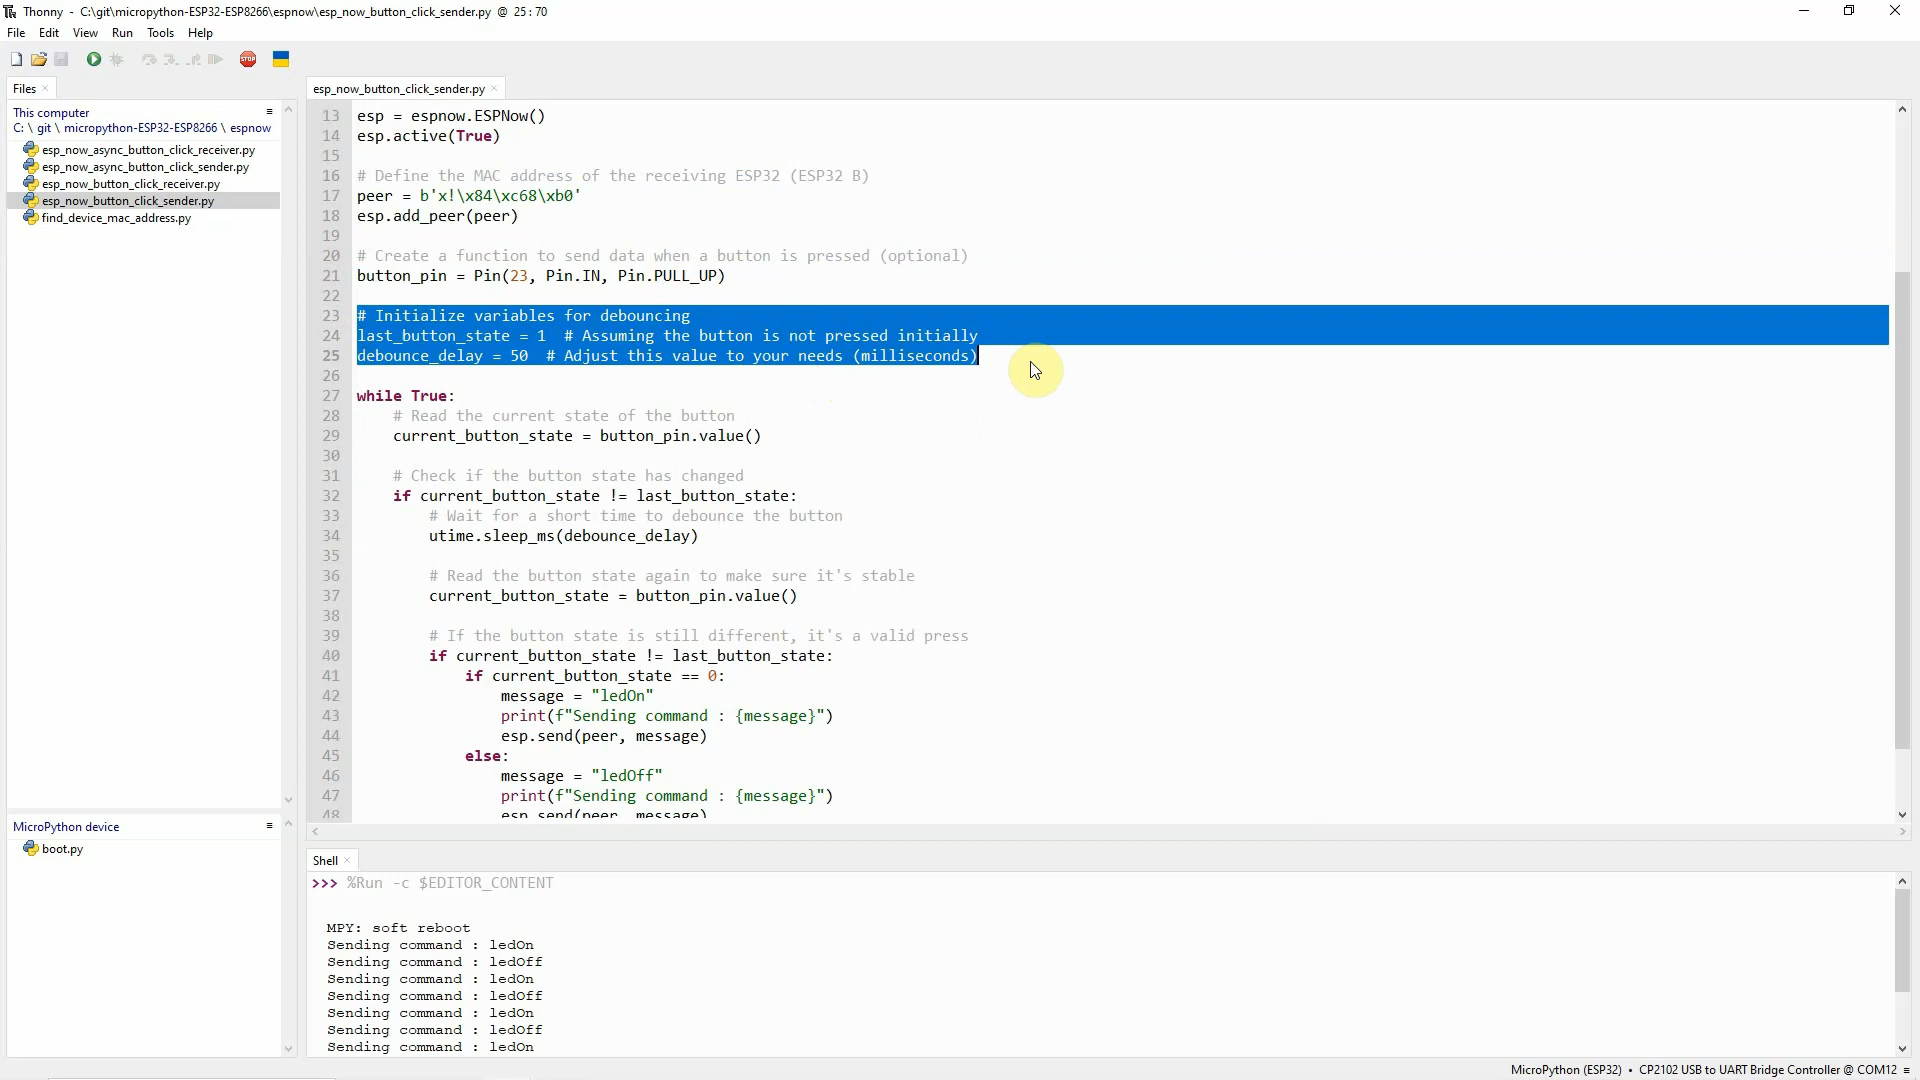 Thonny - C:\git\micropython-ESP32-ESP8266\espnow\esp_now_button_click_sender.py @ 25:70
File Edit View Run Tools Help
STOP
Files
This computer
C: \ git \ micropython-ESP32-ESP8266 \ espnow
esp_now_async_button_click_receiver.py
esp_now_async_button_click_sender.py
esp_now_button_click_receiver.py
esp_now_button_click_sender.py
find_device_mac_address.py
MicroPython device
boot.py
esp_now_button_click_sender.py
13 esp = espnow.ESPNow()
14 esp.active(True)
15
16 # Define the MAC address of the receiving ESP32 (ESP32 B)
17 peer = b'x!\x84\xc68\xb0'
18 esp.add_peer(peer)
19
20 # Create a function to send data when a button is pressed (optional)
21 button_pin = Pin(23, Pin.IN, Pin.PULL_UP)
22
23 # Initialize variables for debouncing
24 last_button_state = 1  # Assuming the button is not pressed initially
25 debounce_delay = 50  # Adjust this value to your needs (milliseconds)
26
27 while True:
28     # Read the current state of the button
29     current_button_state = button_pin.value()
30
31     # Check if the button state has changed
32     if current_button_state != last_button_state:
33         # Wait for a short time to debounce the button
34         utime.sleep_ms(debounce_delay)
35
36         # Read the button state again to make sure it's stable
37         current_button_state = button_pin.value()
38
39         # If the button state is still different, it's a valid press
40         if current_button_state != last_button_state:
41             if current_button_state == 0:
42                 message = "ledOn"
43                 print(f"Sending command : {message}")
44                 esp.send(peer, message)
45             else:
46                 message = "ledOff"
47                 print(f"Sending command : {message}")
48                 esp.send(peer, message)
Shell
>>> %Run -c $EDITOR_CONTENT
MPY: soft reboot
Sending command : ledOn
Sending command : ledOff
Sending command : ledOn
Sending command : ledOff
Sending command : ledOn
Sending command : ledOff
Sending command : ledOn
MicroPython (ESP32) • CP2102 USB to UART Bridge Controller @ COM12 ≡